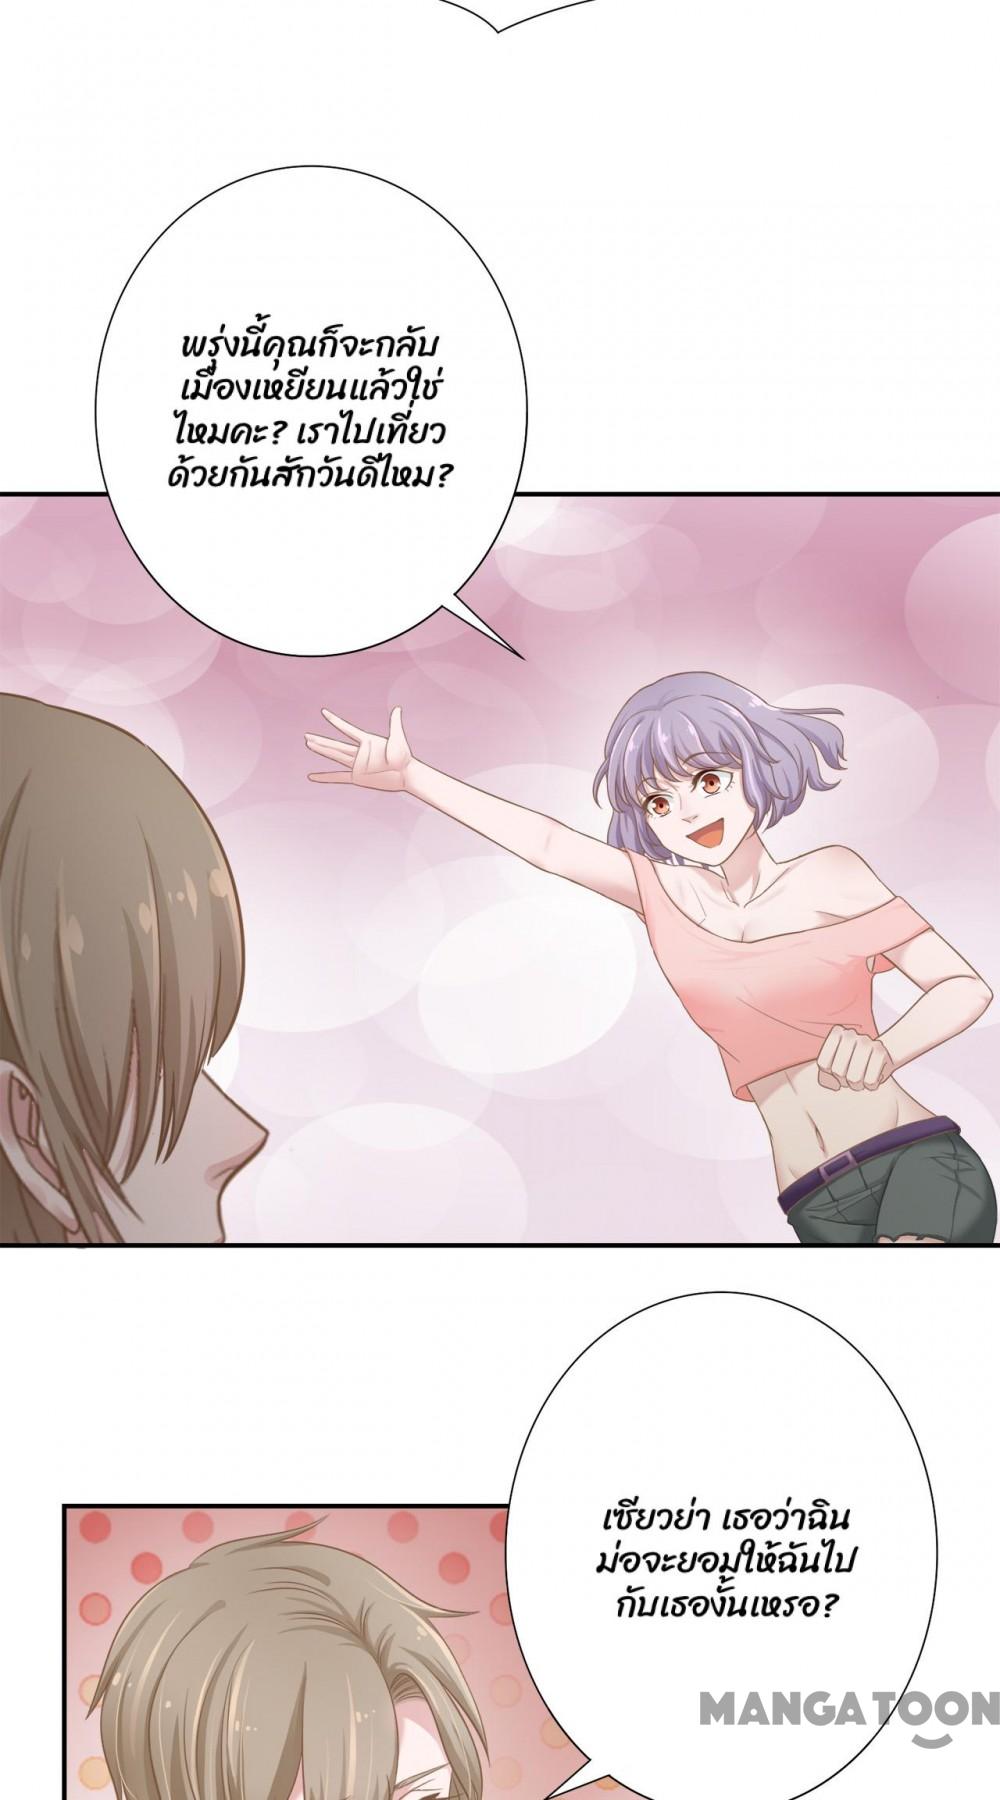 พรุ่งนี้คุณก็จะกลับ
เมืองเหยียนแล้วใช่
ไหมคะ? เราไปเที่ยว
ด้วยกันสักวันดีไหม?
เซียวย่า เธอว่าฉิน
ม่อจะยอมให้ฉันไป
กับเธองั้นเหรอ?
MANGATOON